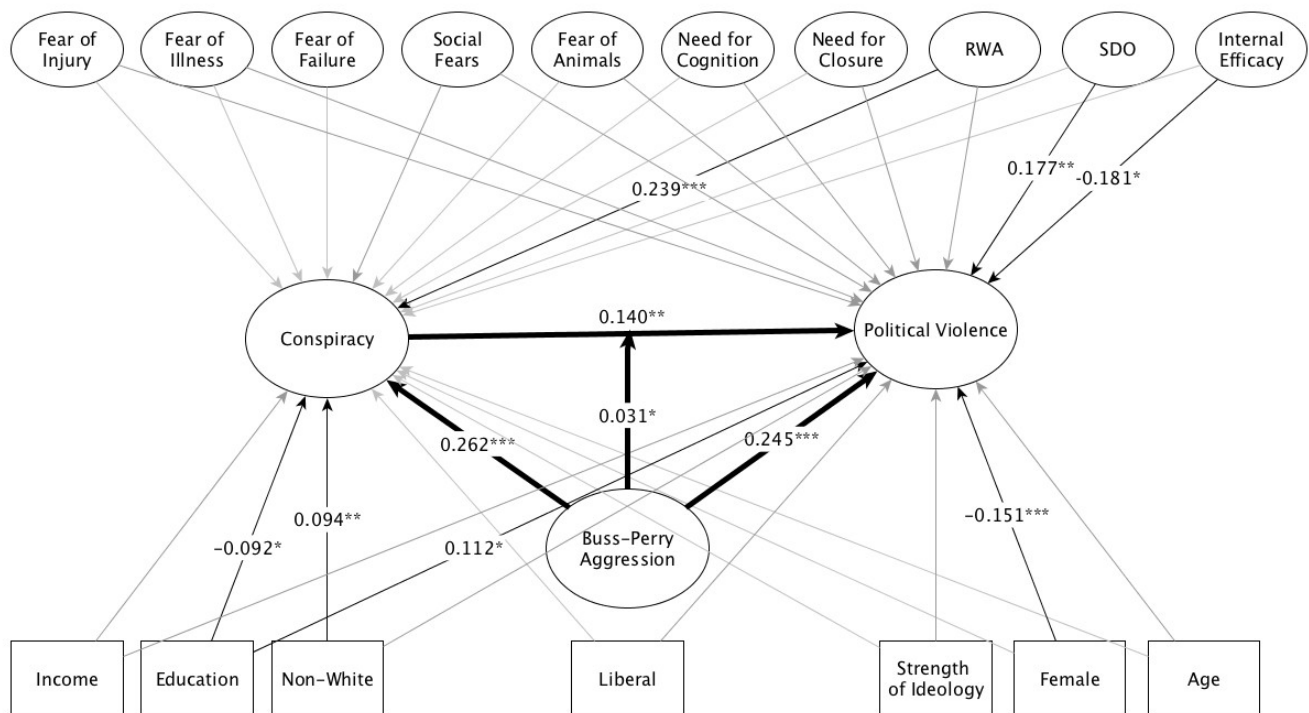 Fear of
Injury
Fear of
Illness
Fear of
Failure
Social
Fears
Fear of
Animals
Need for
Cognition
Need for
Closure
RWA
SDO
Internal
Efficacy
0.177**
-0.181*
0.239***
Conspiracy
0.140**
Political Violence
0.031*
0.262***
0.245***
0.094**
-0.092*
0.112*
-0.151***
Buss-Perry
Aggression
Income
Education
Non-White
Liberal
Strength
of Ideology
Female
Age